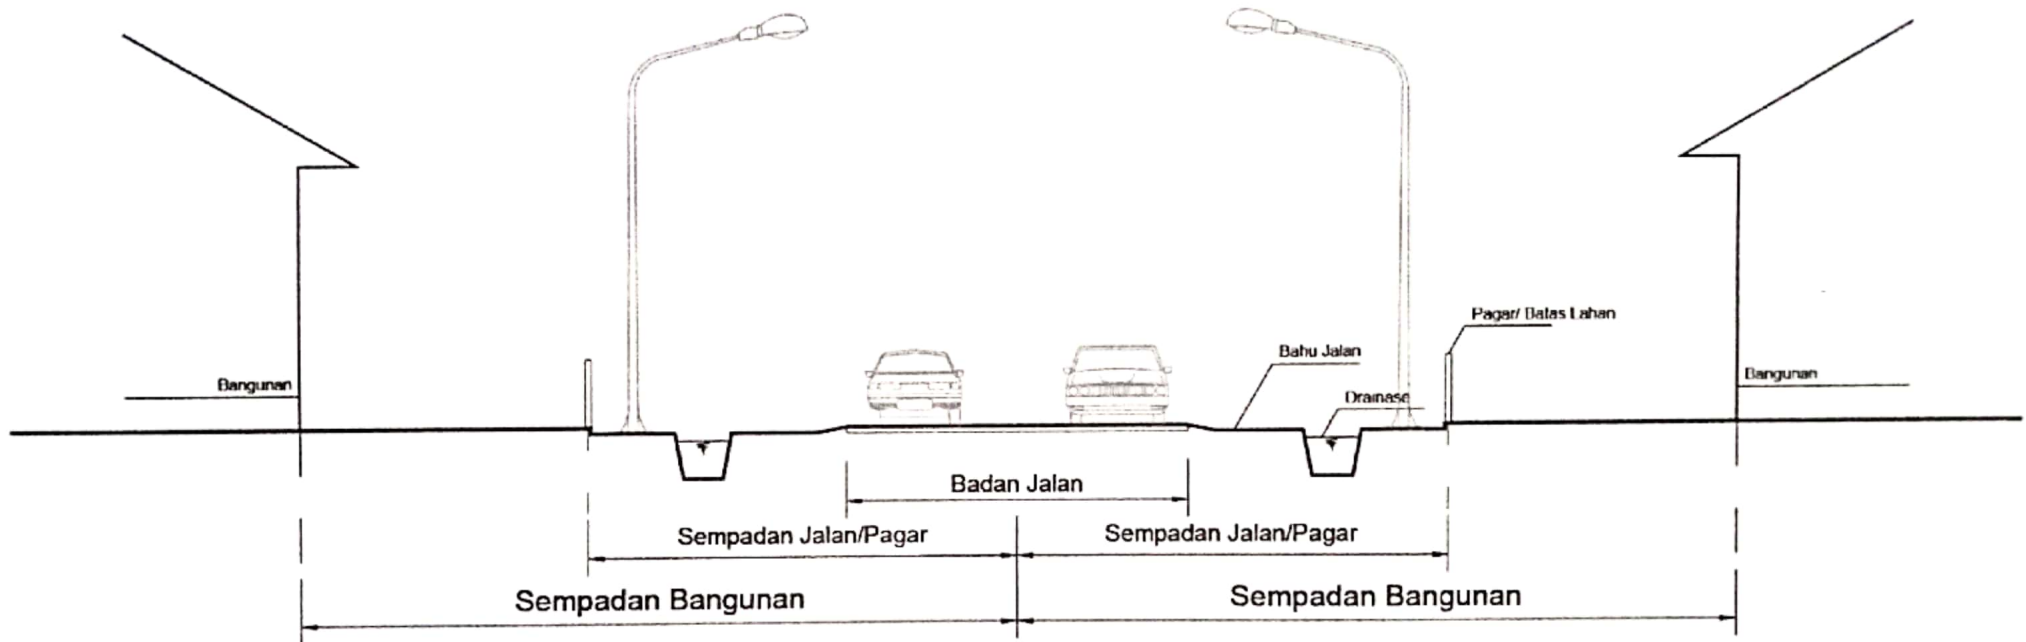 Pagar/ Batas Lahan
Bahu Jalan
Bangunan
Bangunan
Drainase
Badan Jalan
Sempadan Jalan/Pagar
Sempadan Jalan/Pagar
Sempadan Bangunan
Sempadan Bangunan